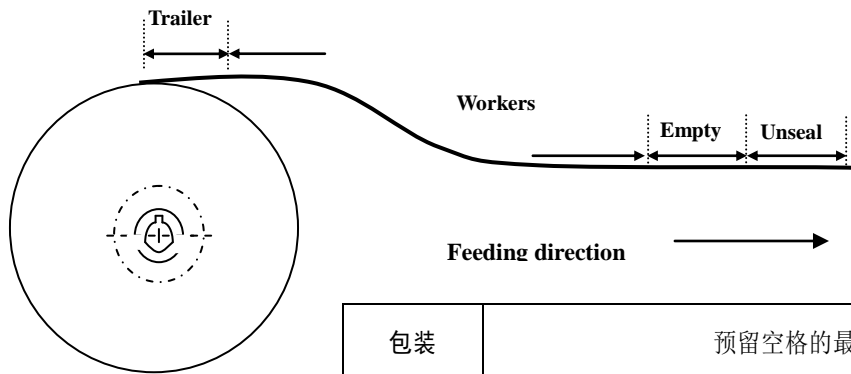 Trailer
Workers
Empty Unseal
Feeding direction
包装 预留空格的最